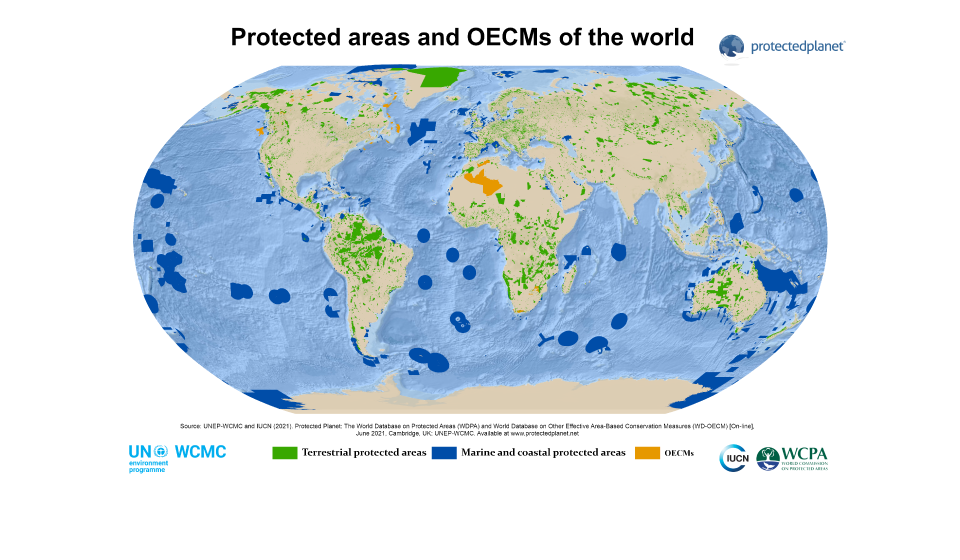 Protected areas and OECMs of the world
protectedplanet
Source: UNEP-WCMC and IUCN (2021). Protected Planet: The World Database on Protected Areas (WDPA) and World Database on Other Effective Area-Based Conservation Measures (WD-OECM) [On-line],
June 2021, Cambridge, UK: UNEP-WCMC. Available at www.protectedplanet.net
UN WCMC
environment
programme
Terrestrial protected areas
Marine and coastal protected areas
OECMs
IUCN
WCPA
WORLD COMMISSION
ON PROTECTED AREAS